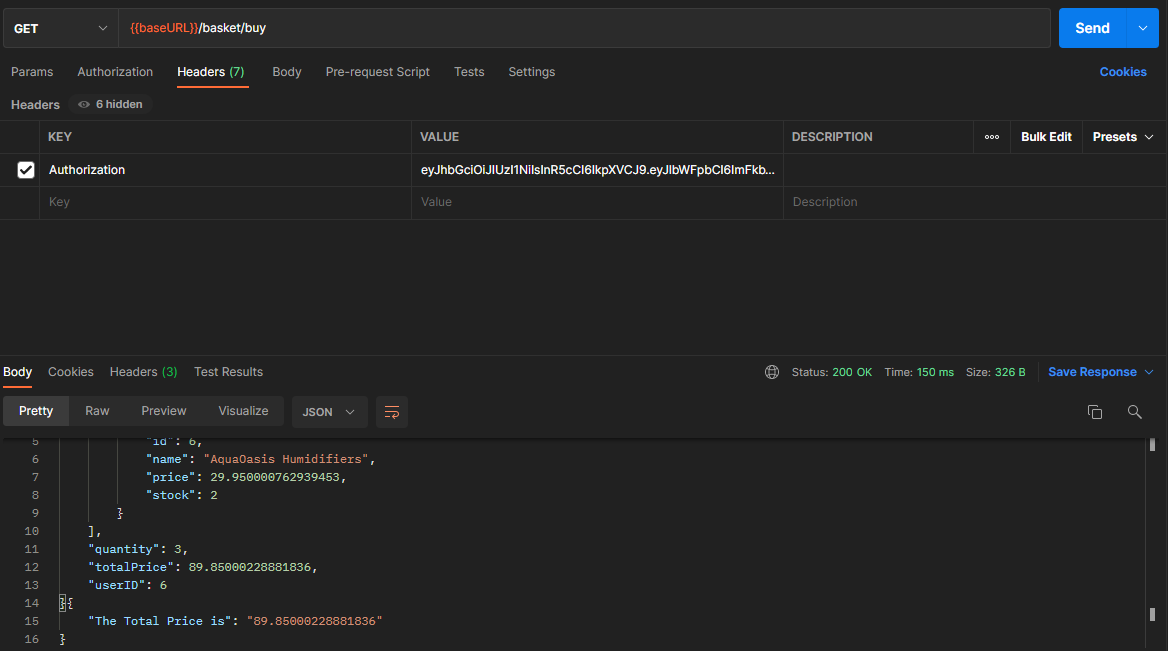 GET {{baseURL}}/basket/buy Send
Params Authorization Headers (7) Body Pre-request Script Tests Settings Cookies
Headers 6 hidden
KEY VALUE DESCRIPTION Bulk Edit Presets
Authorization eyJhbGciOiJIUzI1NiIsInR5cCI6IkpXVCJ9.eyJlbWFpbCI6ImFkb...
Key Value Description
Body Cookies Headers (3) Test Results Status: 200 OK Time: 150 ms Size: 326 B Save Response
Pretty Raw Preview Visualize JSON
5 "id": 6,
6 "name": "AquaOasis Humidifiers",
7 "price": 29.950000762939453,
8 "stock": 2
9 }
10 ],
11 "quantity": 3,
12 "totalPrice": 89.85000228881836,
13 "userID": 6
14 }{
15 "The Total Price is": "89.85000228881836"
16 }